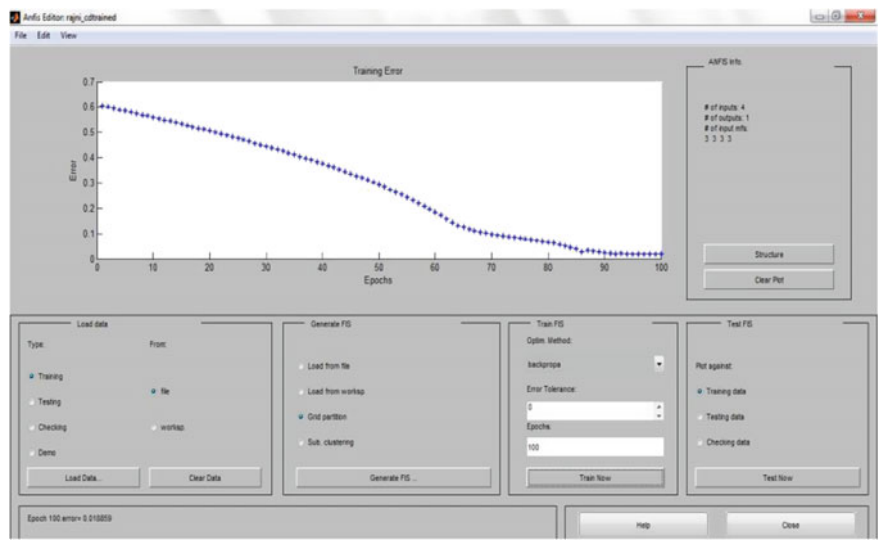 Anfis Editor: rajni_cdtrained
File Edit View
Training Error
ANFIS Info.
0.7
0.6
0.5
0.4
0.3
0.2
0.1
0
Error
0 10 20 30 40 50 60 70 80 90 100
Epochs
# of inputs: 4
# of outputs: 1
# of input mfs:
3 3 3 3
Structure
Clear Plot
Load data
Type:
From:
Training
file
Testing
Checking
worksp.
Demo
Load Data...
Clear Data
Generate FIS
Load from file
Load from worksp.
Grid partition
Sub. clustering
Generate FIS ...
Train FIS
Optim. Method:
backpropa
Error Tolerance:
0
Epochs:
100
Train Now
Test FIS
Plot against:
Training data
Testing data
Checking data
Test Now
Epoch 100:error= 0.018859
Help
Close